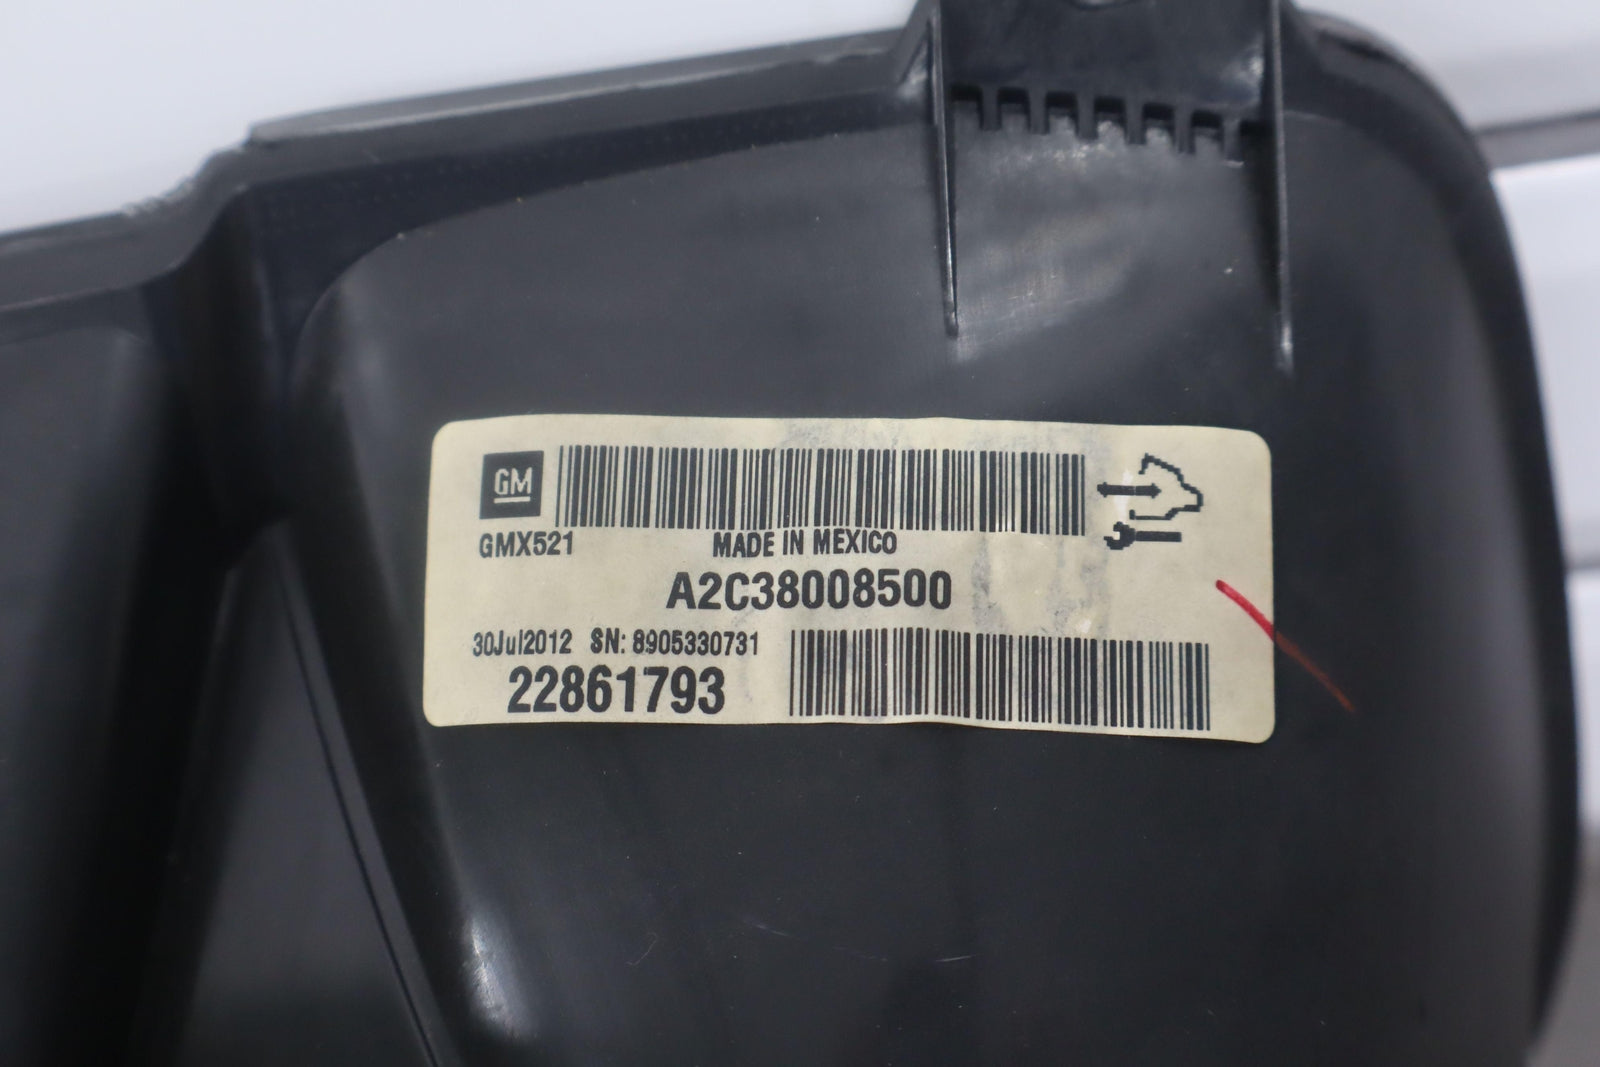 GM
GMX521 MADE IN MEXICO
A2C38008500
30Jul2012 SN: 8905330731
22861793